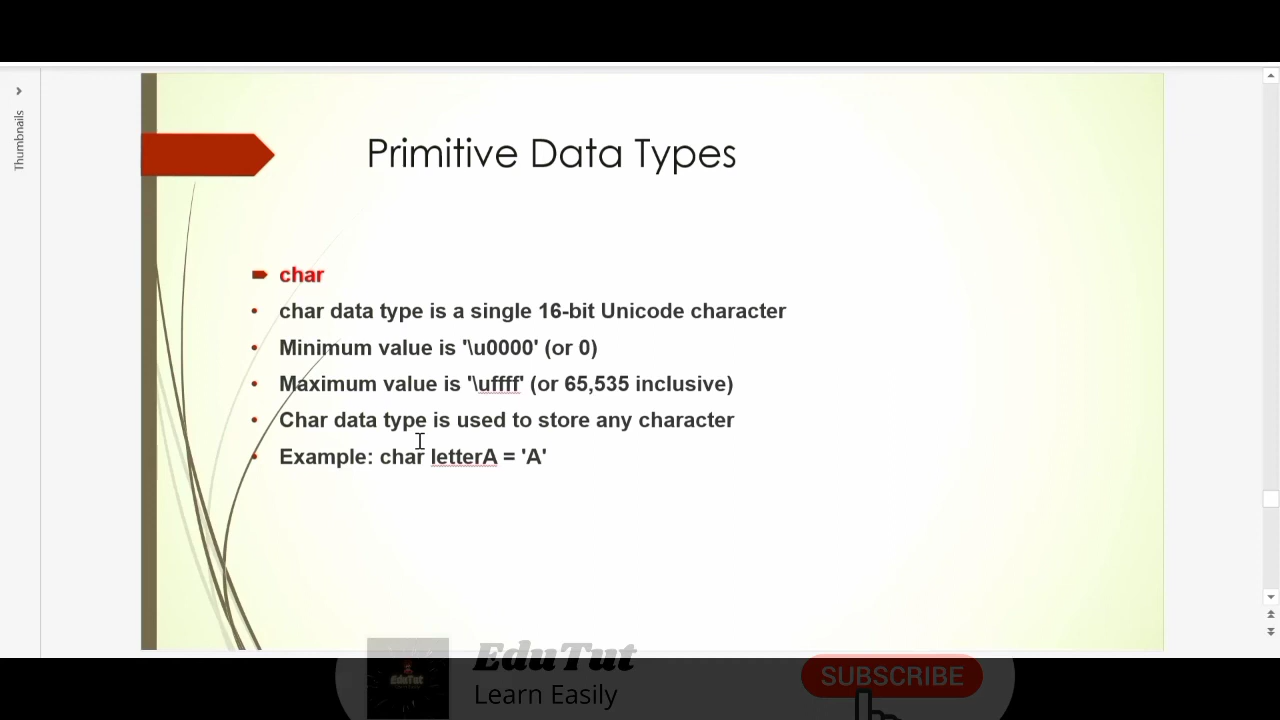 Thumbnails
Primitive Data Types
char
• char data type is a single 16-bit Unicode character
• Minimum value is '\u0000' (or 0)
• Maximum value is '\uffff' (or 65,535 inclusive)
• Char data type is used to store any character
• Example: char letterA = 'A'
EduTut
EduTut
Learn Easily
SUBSCRIBE